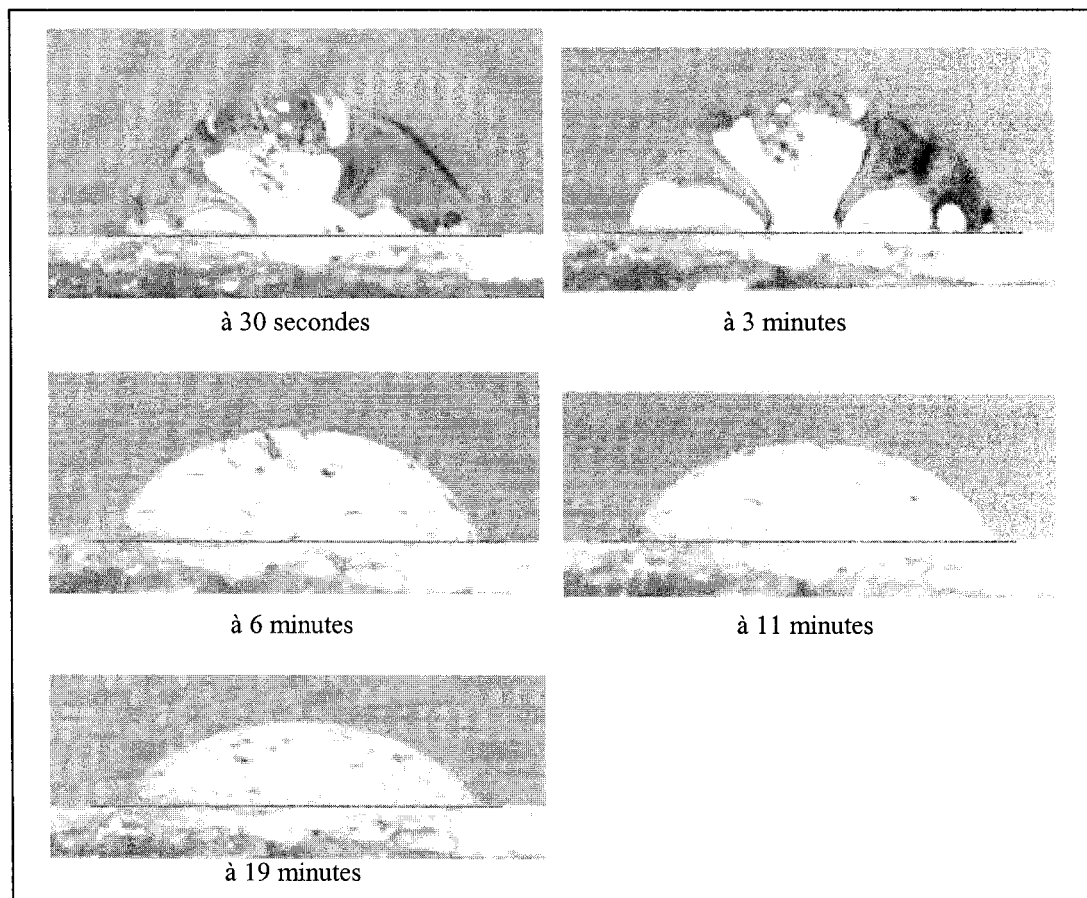 à 30 secondes
à 3 minutes
à 6 minutes
à 11 minutes
à 19 minutes